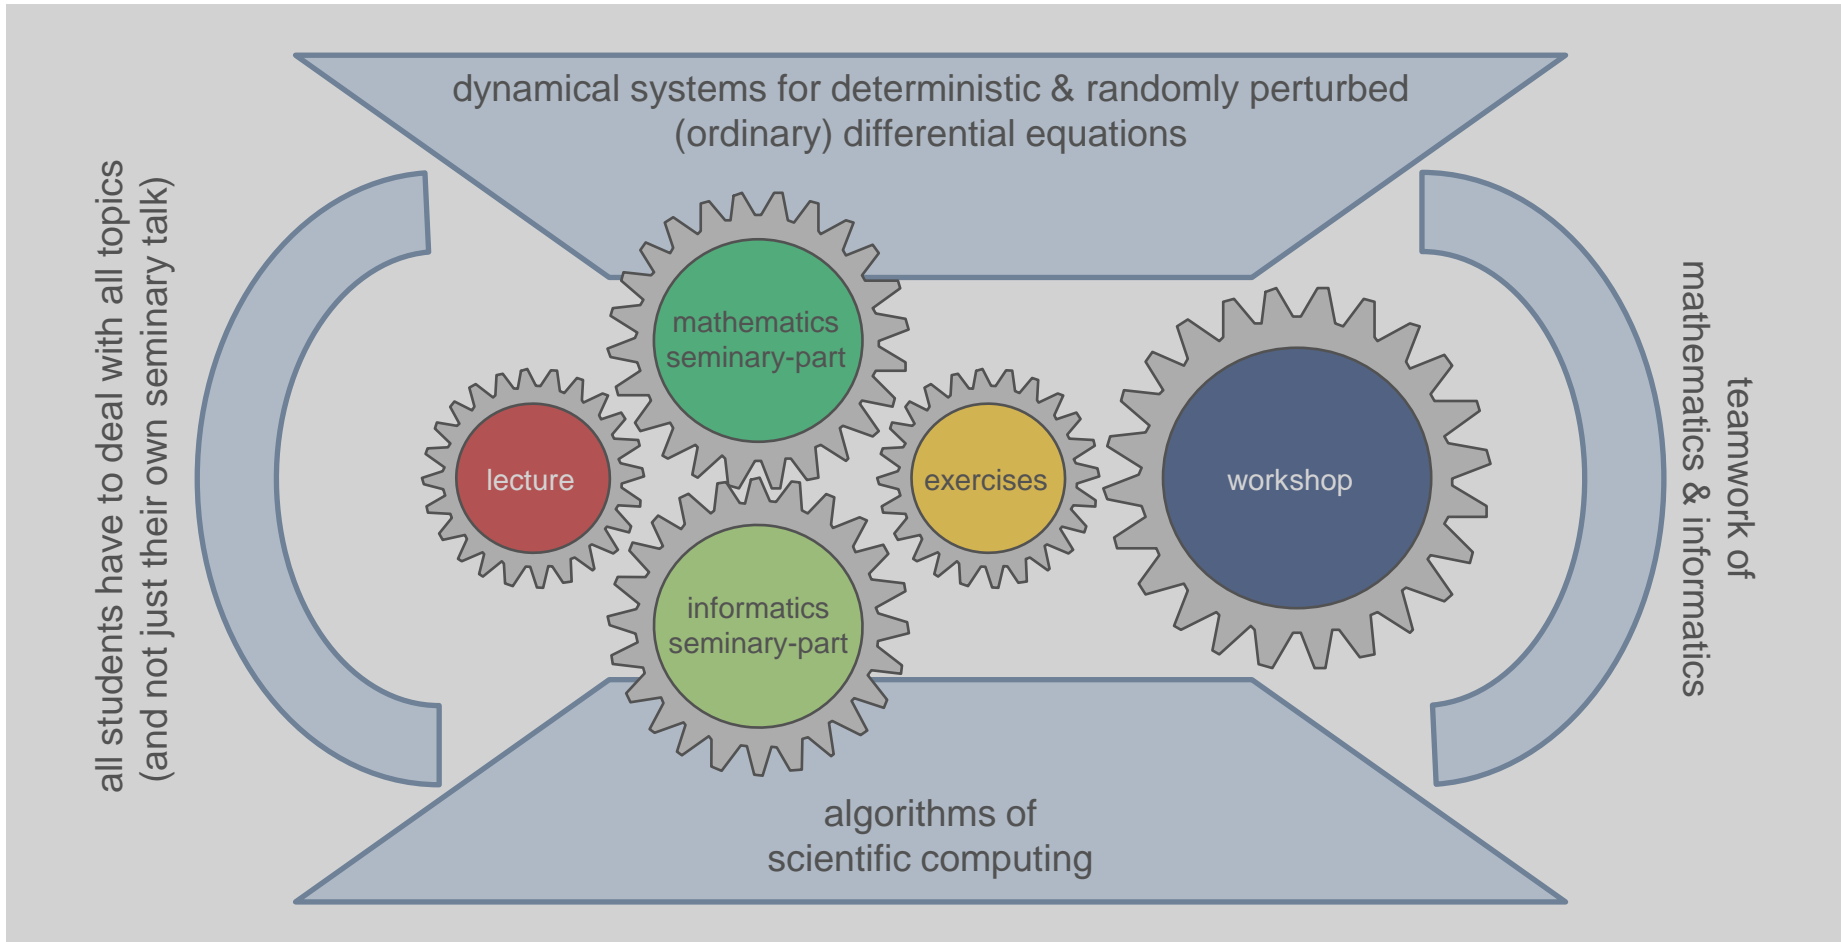 dynamical systems for deterministic & randomly perturbed
(ordinary) differential equations
all students have to deal with all topics
(and not just their own seminary talk)
mathematics
seminary-part
lecture
exercises
workshop
informatics
seminary-part
teamwork of
mathematics & informatics
algorithms of
scientific computing